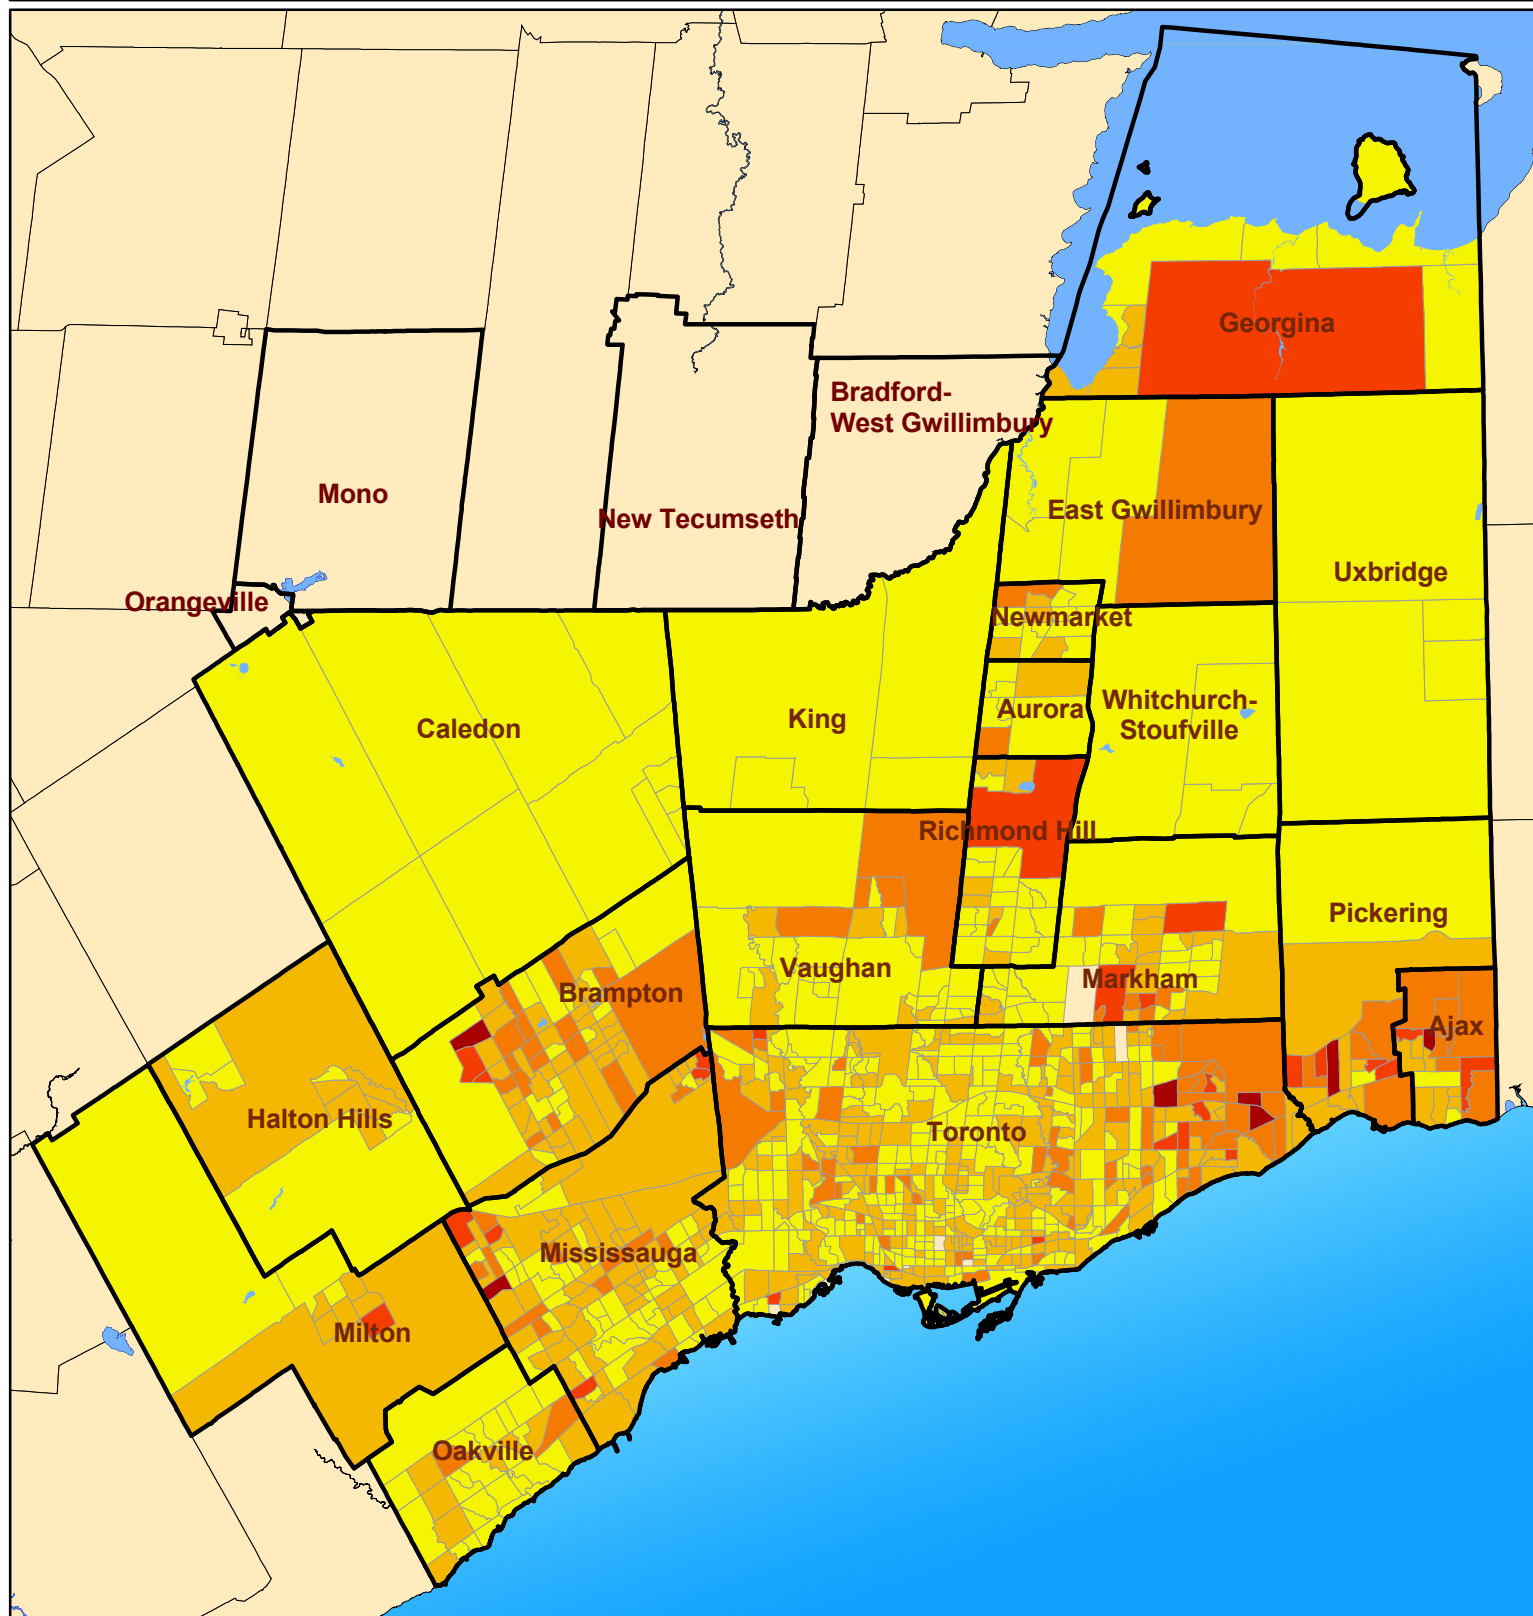 Georgina
Bradford-
West Gwillimbury
Mono
New Tecumseth
East Gwillimbury
Uxbridge
Orangeville
Newmarket
Caledon
King
Aurora
Whitchurch-
Stoufville
Richmond Hill
Pickering
Vaughan
Markham
Brampton
Ajax
Halton Hills
Toronto
Mississauga
Milton
Oakville